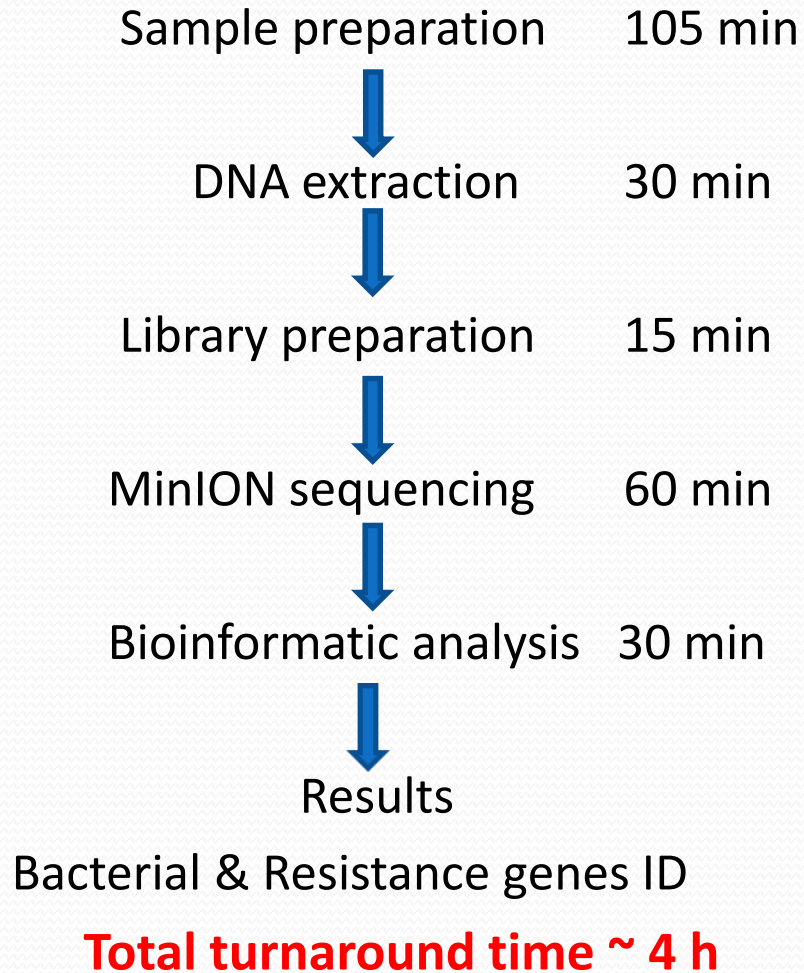 Sample preparation 105 min
DNA extraction 30 min
Library preparation 15 min
MinION sequencing 60 min
Bioinformatic analysis 30 min
Results
Bacterial & Resistance genes ID
Total turnaround time ~ 4 h